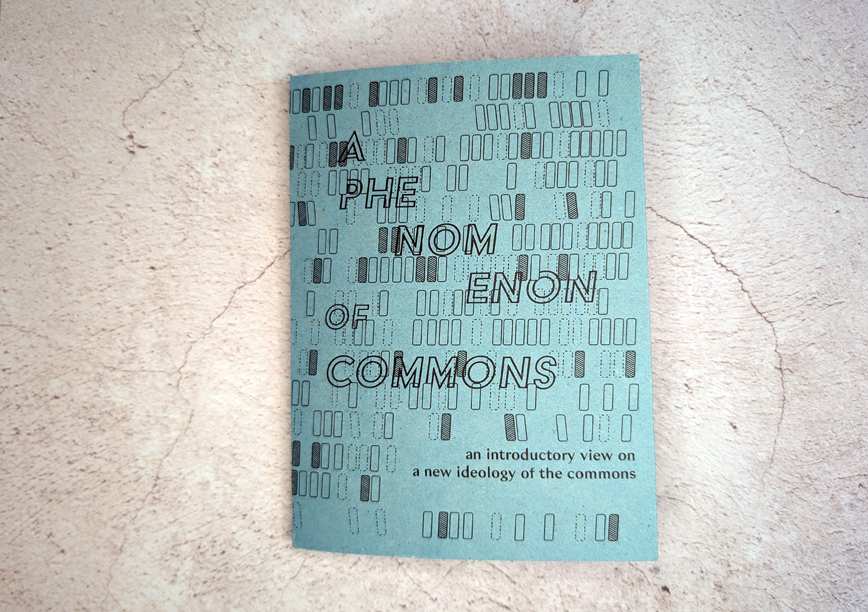 A
PHE
NOM
ENON
OF
COMMONS
an introductory view on
a new ideology of the commons